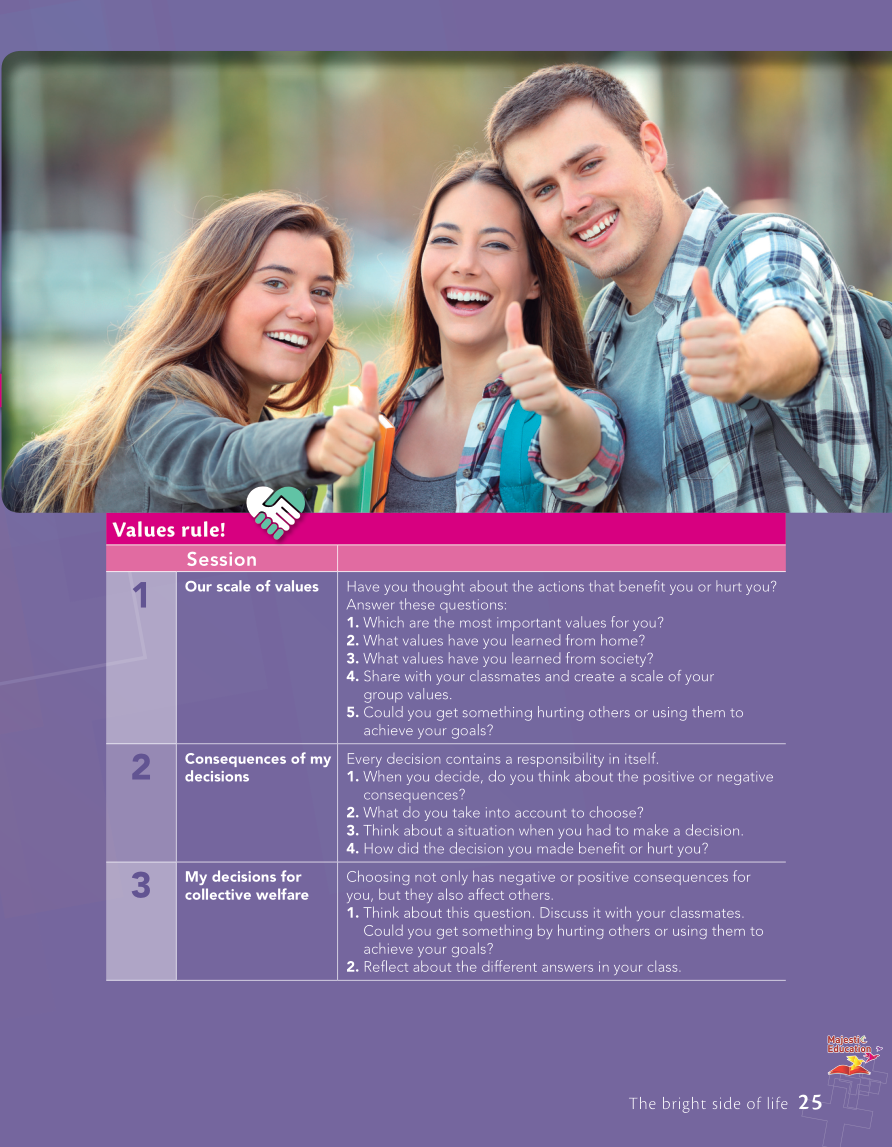 Values rule!
Session
1
Our scale of values
Have you thought about the actions that benefit you or hurt you?
Answer these questions:
1. Which are the most important values for you?
2. What values have you learned from home?
3. What values have you learned from society?
4. Share with your classmates and create a scale of your
group values.
5. Could you get something hurting others or using them to
achieve your goals?
2
Consequences of my
decisions
Every decision contains a responsibility in itself.
1. When you decide, do you think about the positive or negative
consequences?
2. What do you take into account to choose?
3. Think about a situation when you had to make a decision.
4. How did the decision you made benefit or hurt you?
3
My decisions for
collective welfare
Choosing not only has negative or positive consequences for
you, but they also affect others.
1. Think about this question. Discuss it with your classmates.
Could you get something by hurting others or using them to
achieve your goals?
2. Reflect about the different answers in your class.
Majestic
Education
The bright side of life 25